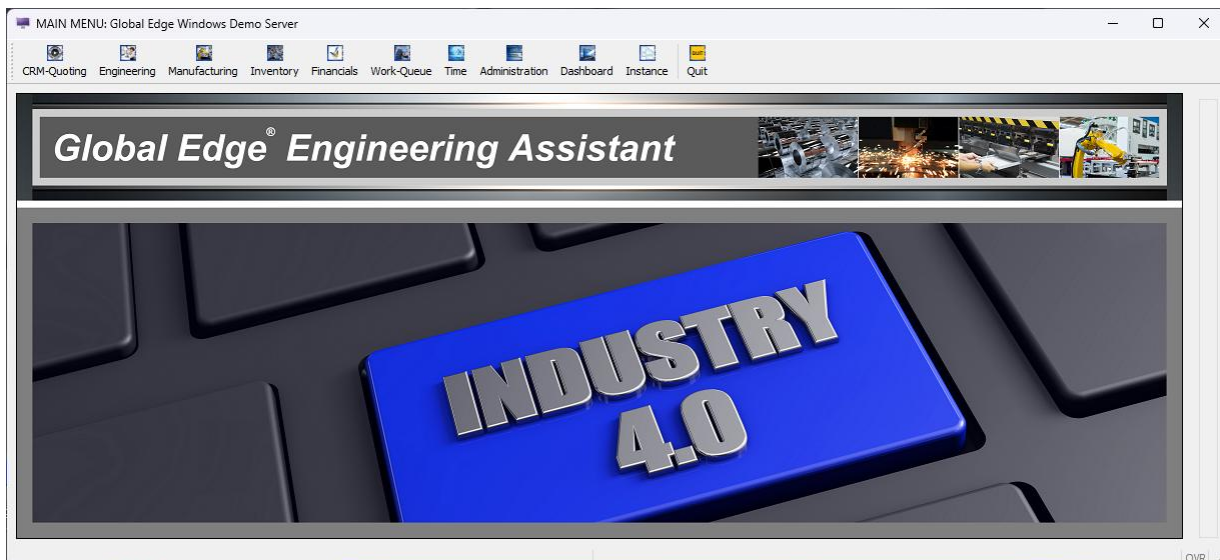 MAIN MENU: Global Edge Windows Demo Server
CRM-Quoting Engineering Manufacturing Inventory Financials Work-Queue Time Administration Dashboard Instance Quit
Global Edge® Engineering Assistant
INDUSTRY
4.0
OVR